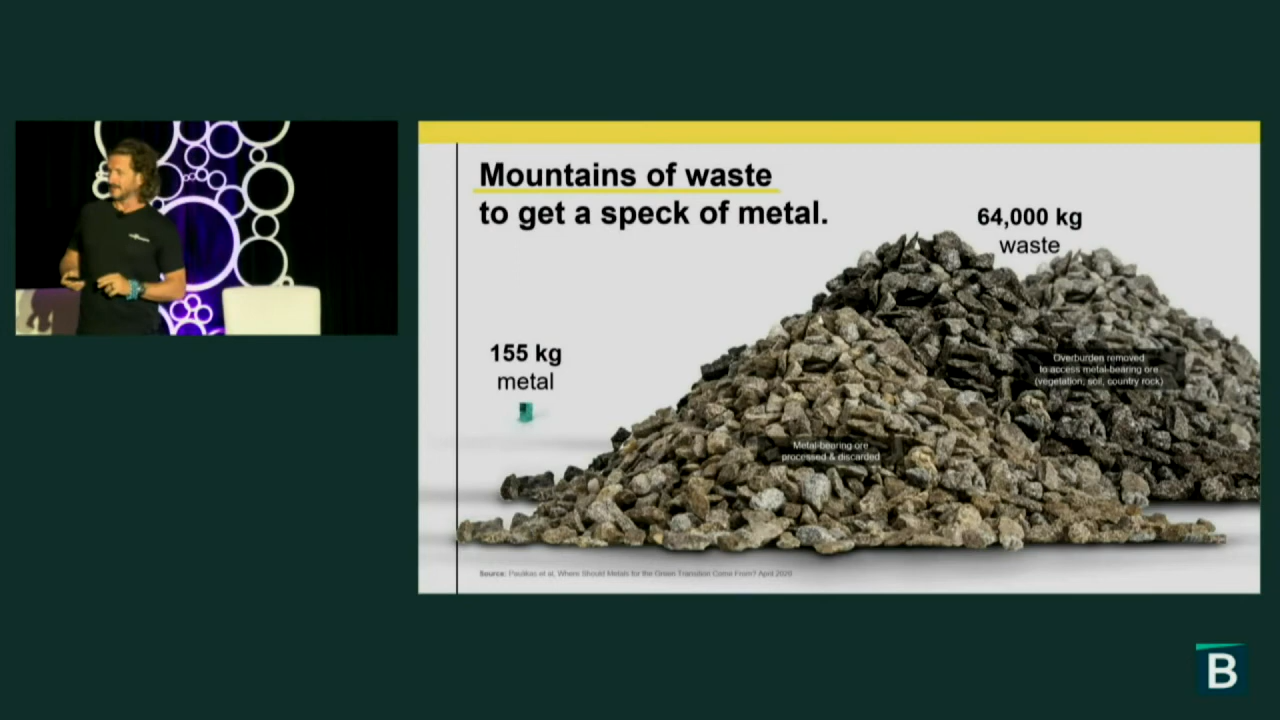 Mountains of waste
to get a speck of metal.
64,000 kg
waste
155 kg
metal
Overburden removed
to access metal-bearing ore
(vegetation, soil, country rock)
Metal-bearing ore
processed & discarded
Source: Paulikas et al, Where Should Metals for the Green Transition Come From? April 2020
B